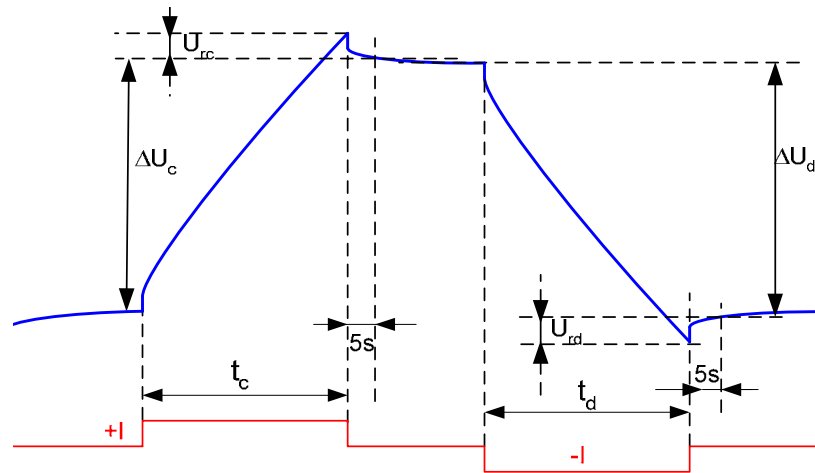 U_rc
ΔU_c
ΔU_d
U_rd
5s
5s
t_c
t_d
+I
-I